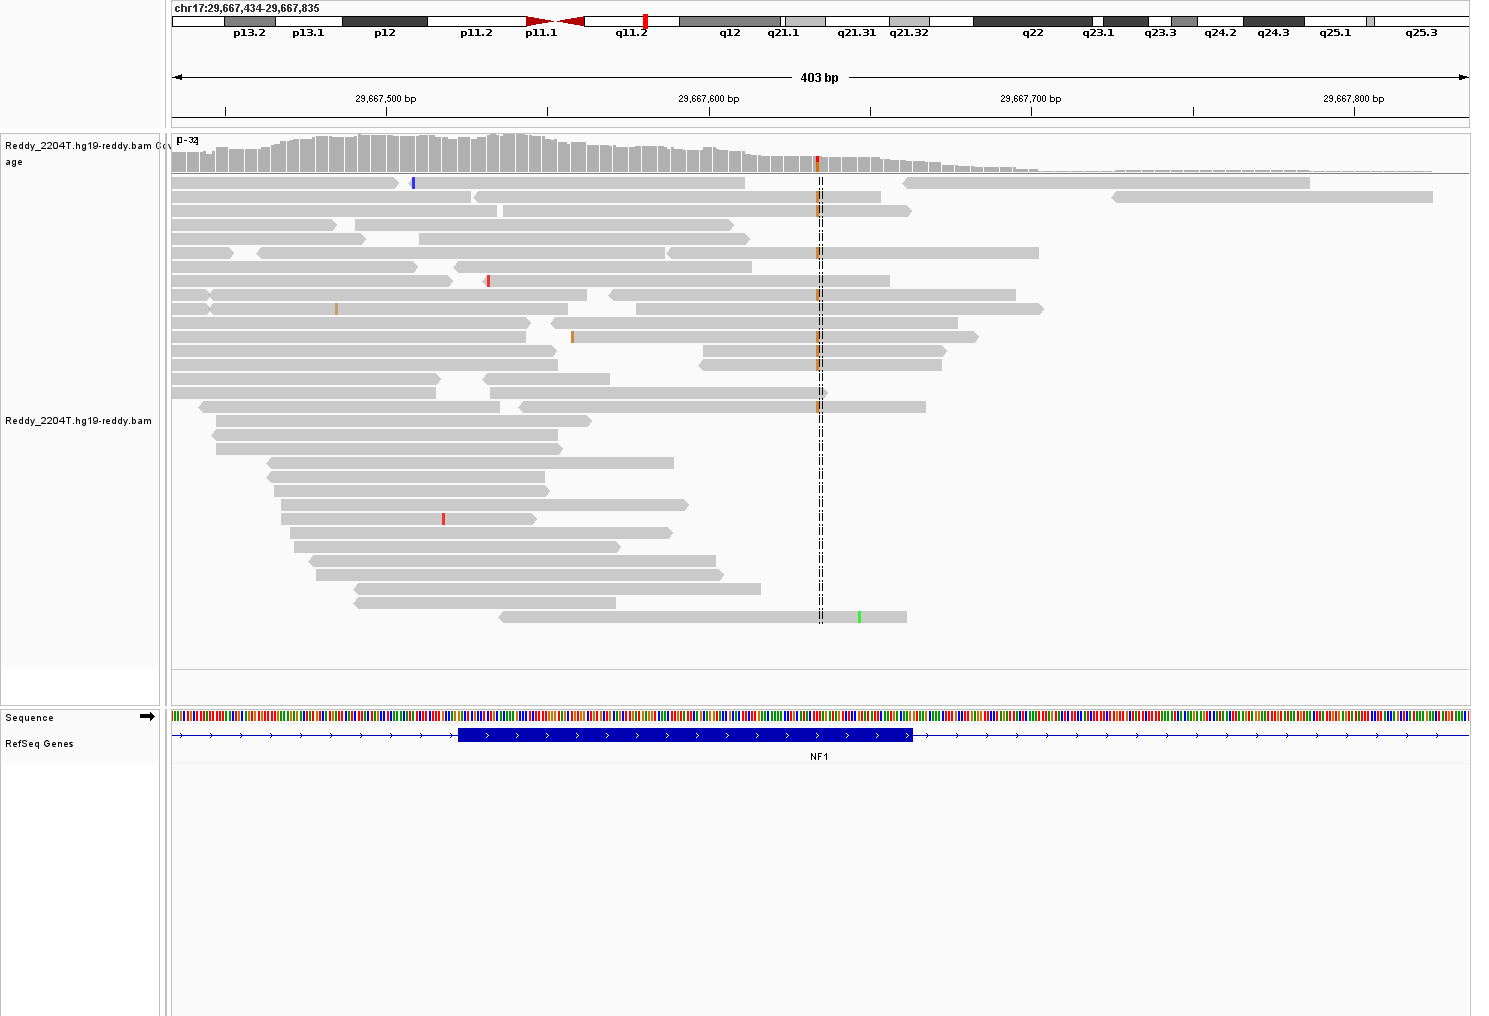 chr17:29,667,434-29,667,835
p13.2 p13.1 p12 p11.2 p11.1 q11.2 q12 q21.1 q21.31 q21.32 q22 q23.1 q23.3 q24.2 q24.3 q25.1 q25.3
403 bp
29,667,500 bp 29,667,600 bp 29,667,700 bp 29,667,800 bp
[0-32]
Reddy_2204T.hg19-reddy.bam Cov
age
Reddy_2204T.hg19-reddy.bam
Sequence
RefSeq Genes
NF1